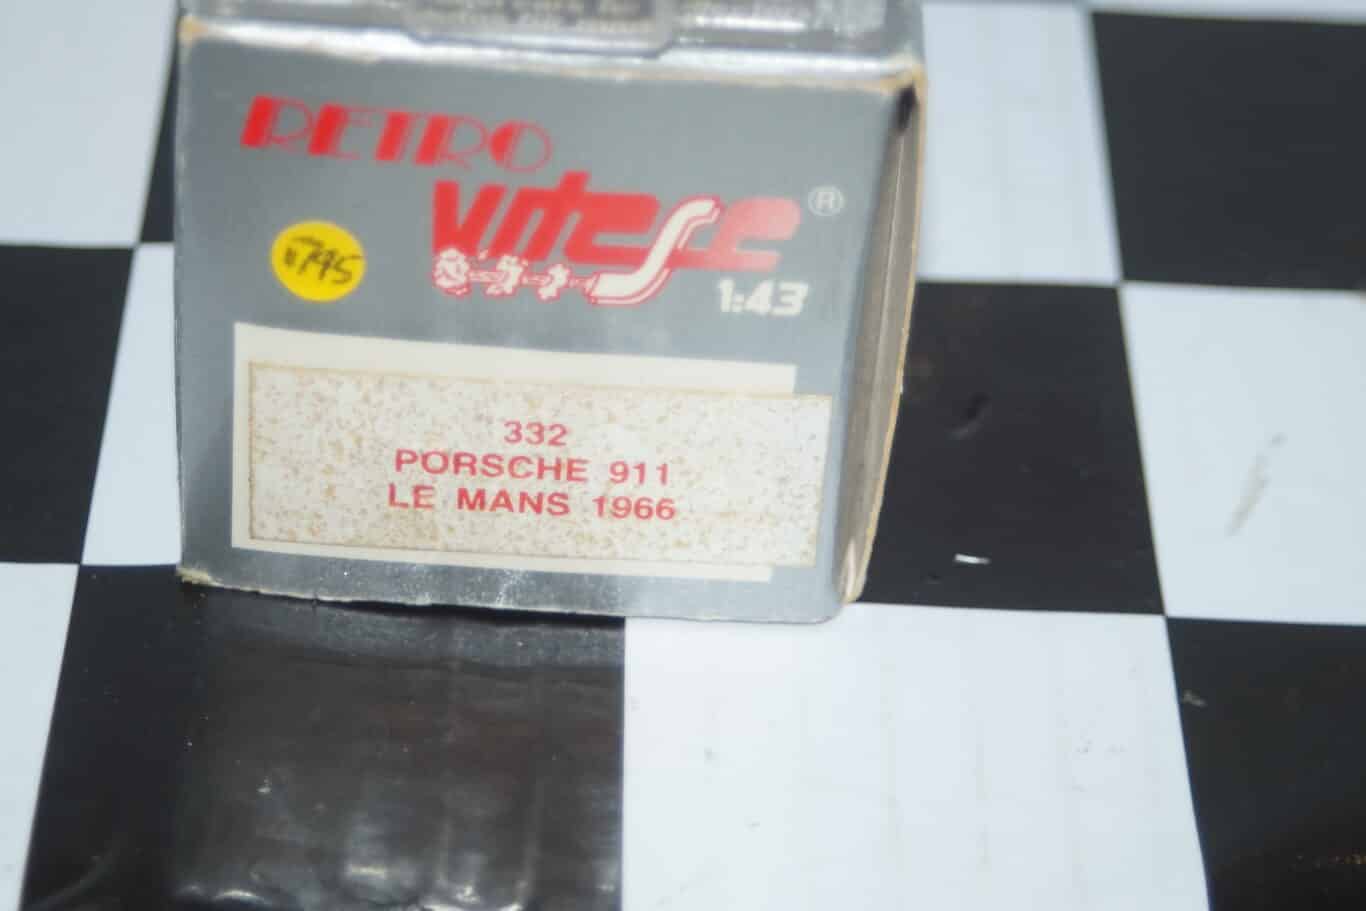 RETRO
Vitesse ®
1:43
332
PORSCHE 911
LE MANS 1966